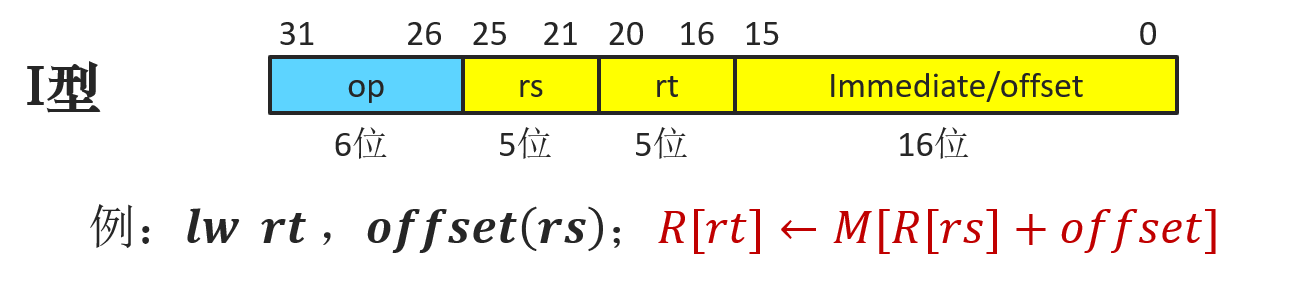 31 26 25 21 20 16 15 0
I型 op rs rt Immediate/offset
6位 5位 5位 16位
例：lw rt，offset(rs)；R[rt] ← M[R[rs] + offset]